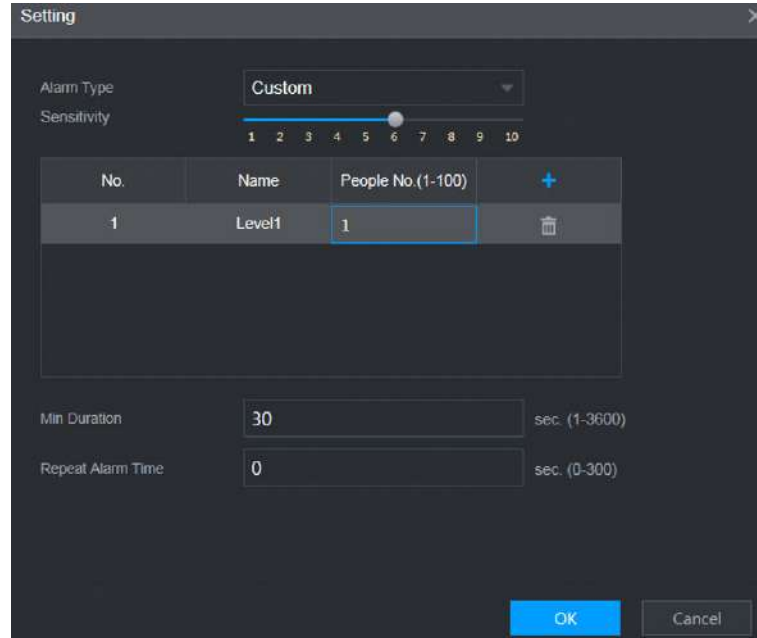 Setting
Alarm Type Custom
Sensitivity
1 2 3 4 5 6 7 8 9 10
No. Name People No.(1-100) +
1 Level1 1
Min Duration 30 sec. (1-3600)
Repeat Alarm Time 0 sec. (0-300)
OK Cancel